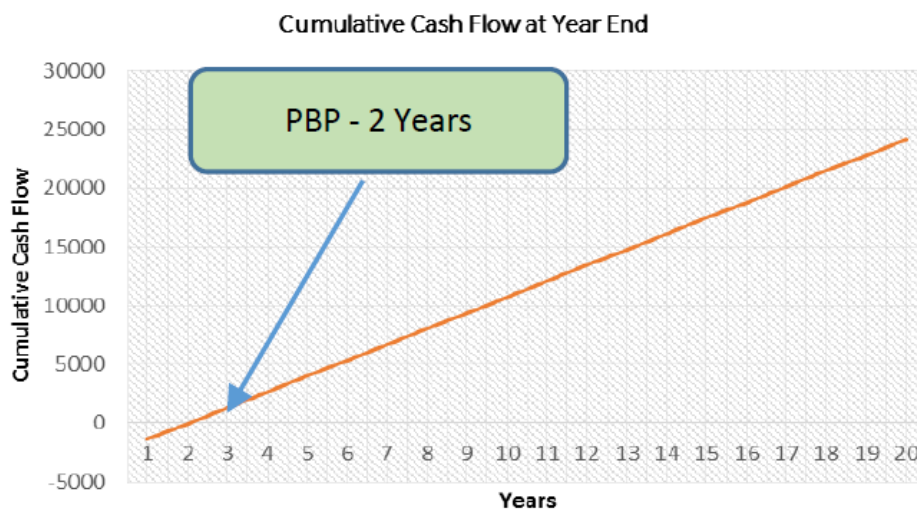 Cumulative Cash Flow at Year End
30000
25000
20000
15000
10000
5000
0
-5000
Cumulative Cash Flow
PBP - 2 Years
1 2 3 4 5 6 7 8 9 10 11 12 13 14 15 16 17 18 19 20
Years